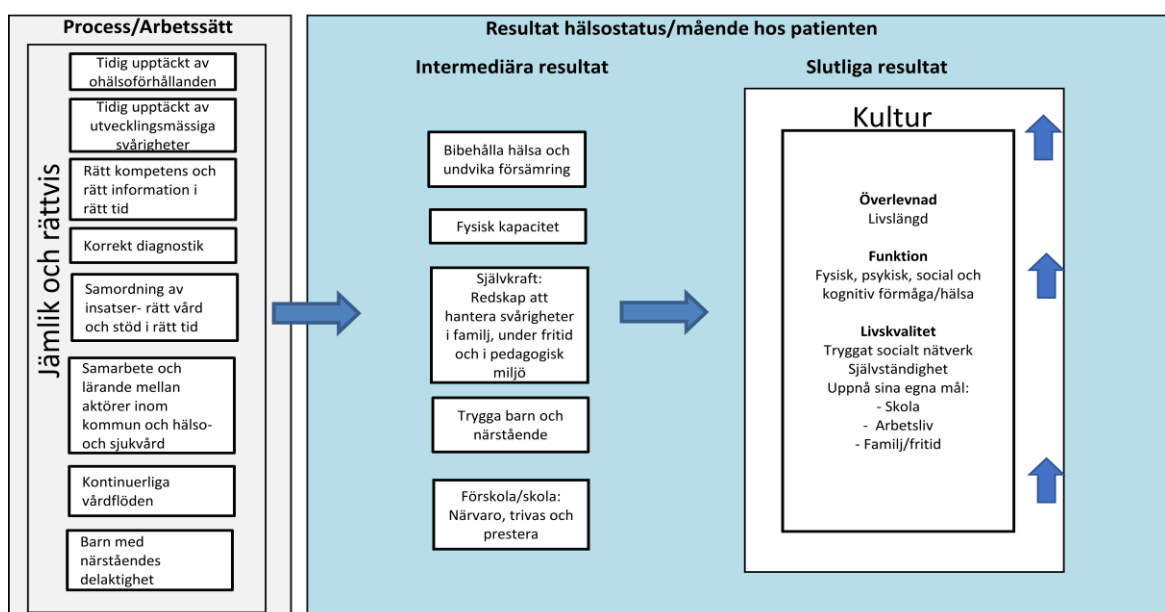 Process/Arbetssätt
Jämlik och rättvis
Tidig upptäckt av
ohälsoförhållanden
Tidig upptäckt av
utvecklingsmässiga
svårigheter
Rätt kompetens och
rätt information i
rätt tid
Korrekt diagnostik
Samordning av
insatser- rätt vård
och stöd i rätt tid
Samarbete och
lärande mellan
aktörer inom
kommun och hälso-
och sjukvård
Kontinuerliga
vårdflöden
Barn med
närståendes
delaktighet
Resultat hälsostatus/mående hos patienten
Intermediära resultat
Bibehålla hälsa och
undvika försämring
Fysisk kapacitet
Självkraft:
Redskap att
hantera svårigheter
i familj, under fritid
och i pedagogisk
miljö
Trygga barn och
närstående
Förskola/skola:
Närvaro, trivas och
prestera
Slutliga resultat
Kultur
Överlevnad
Livslängd
Funktion
Fysisk, psykisk, social och
kognitiv förmåga/hälsa
Livskvalitet
Tryggat socialt nätverk
Självständighet
Uppnå sina egna mål:
- Skola
- Arbetsliv
- Familj/fritid